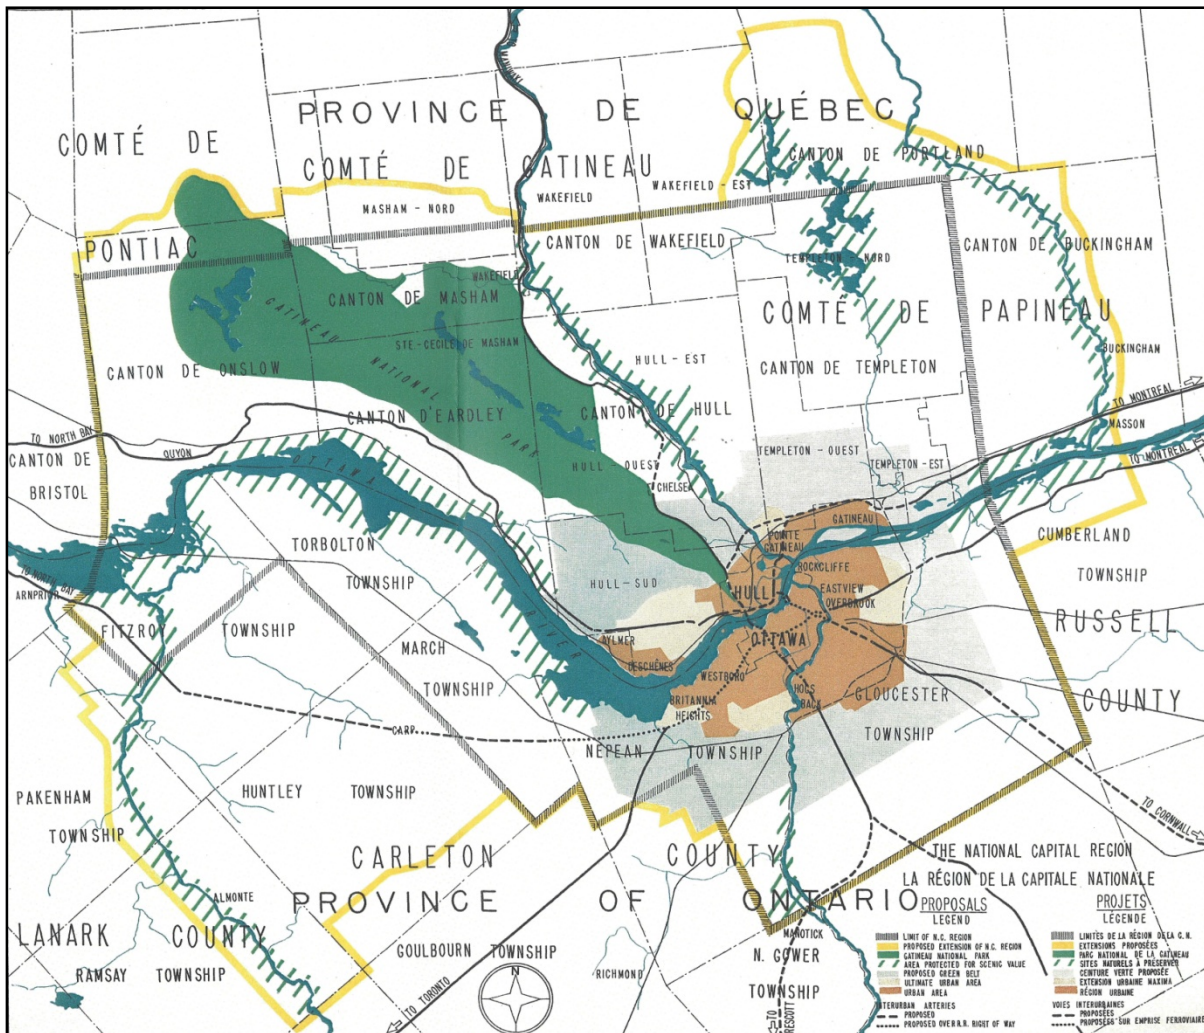 PROVINCE DE QUÉBEC
COMTÉ DE
COMTÉ DE GATINEAU
CANTON DE PORTLAND
WAKEFIELD - EST
WAKEFIELD
MASHAM - NORD
PONTIAC
CANTON DE WAKEFIELD
CANTON DE BUCKINGHAM
TEMPLETON - NORD
WAKEFIELD
CANTON DE MASHAM
COMTÉ DE PAPINEAU
GATINEAU NATIONAL PARK
STE-CECILE DE MASHAM
HULL - EST
BUCKINGHAM
CANTON DE ONSLOW
CANTON DE TEMPLETON
CANTON D'EARDLEY
CANTON DE HULL
TO MONTREAL
MASSON
TO NORTH BAY
QUYON
CANTON DE
BRISTOL
TEMPLETON - OUEST
TEMPLETON - EST
TO MONTREAL
HULL - OUEST
CHELSEA
OTTAWA RIVER
GATINEAU
POINTE
GATINEAU
CUMBERLAND
TOWNSHIP
TORBOLTON
TOWNSHIP
ROCKCLIFFE
TO NORTH BAY
ARNPRIOR
HULL - SUD
HULL
EASTVIEW
OVERBROOK
RUSSELL
COUNTY
FITZROY TOWNSHIP
MARCH
TOWNSHIP
AYLMER
OTTAWA
DESCHÊNES
WESTBORO
BRITANNIA
HEIGHTS
HOGS
BACK
GLOUCESTER
TOWNSHIP
CARP
NEPEAN TOWNSHIP
PAKENHAM
TOWNSHIP
HUNTLEY TOWNSHIP
TO CORNWALL
CARLETON COUNTY
PROVINCE OF ONTARIO
ALMONTE
LANARK COUNTY
RAMSAY TOWNSHIP
GOULBOURN TOWNSHIP
RICHMOND
TO TORONTO
N
MANOTICK
N. GOWER
TOWNSHIP
TO PRESCOTT
THE NATIONAL CAPITAL REGION
LA RÉGION DE LA CAPITALE NATIONALE
PROPOSALS
LEGEND
LIMIT OF N.C. REGION
PROPOSED EXTENSION OF N.C. REGION
GATINEAU NATIONAL PARK
AREA PROTECTED FOR SCENIC VALUE
PROPOSED GREEN BELT
ULTIMATE URBAN AREA
URBAN AREA
INTERURBAN ARTERIES
PROPOSED
PROPOSED OVER R.R. RIGHT OF WAY
PROJETS
LÉGENDE
LIMITES DE LA RÉGION DE LA C.N.
EXTENSIONS PROPOSÉES
PARC NATIONAL DE LA GATINEAU
SITES NATURELS À PRÉSERVER
CEINTURE VERTE PROPOSÉE
EXTENSION URBAINE MAXIMA
RÉGION URBAINE
VOIES INTERURBAINES
PROPOSÉES
PROPOSÉES SUR EMPRISE FERROVIAIRE